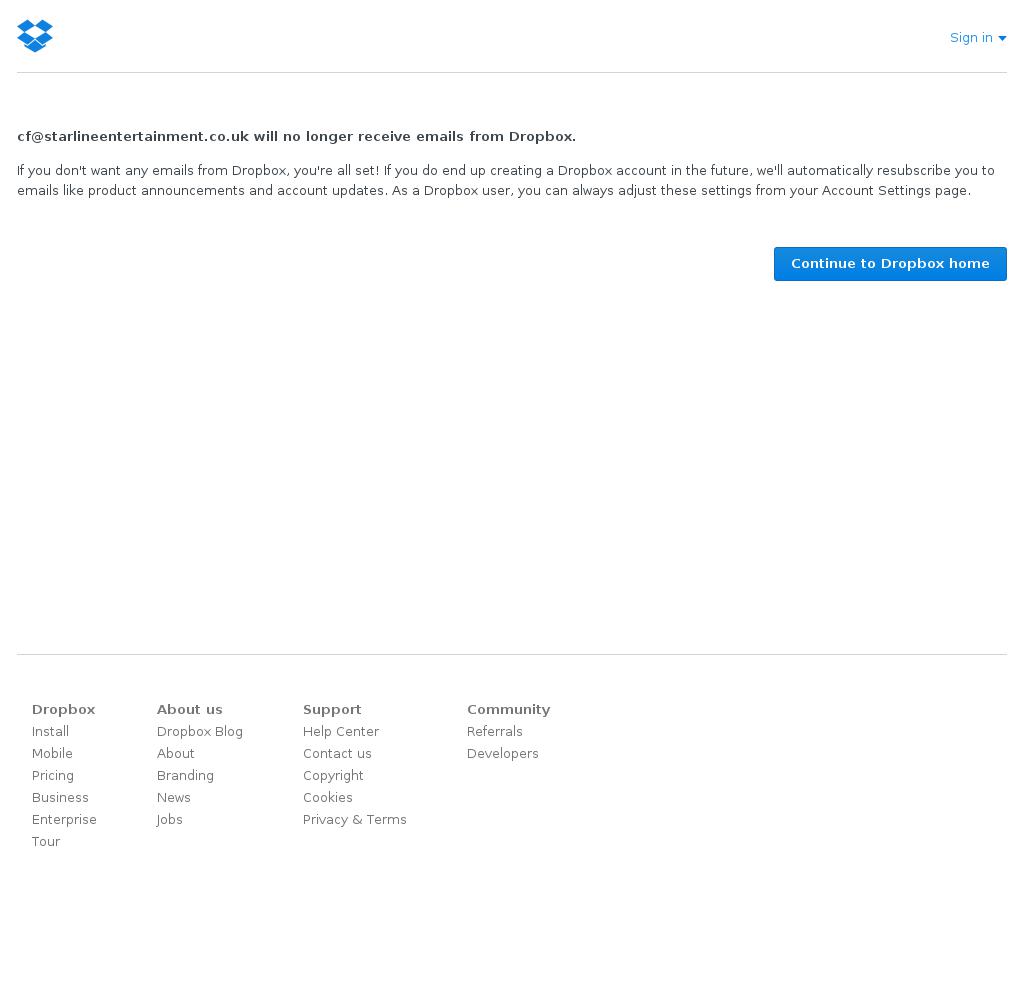 Sign in
cf@starlineentertainment.co.uk will no longer receive emails from Dropbox.
If you don't want any emails from Dropbox, you're all set! If you do end up creating a Dropbox account in the future, we'll automatically resubscribe you to
emails like product announcements and account updates. As a Dropbox user, you can always adjust these settings from your Account Settings page.
Continue to Dropbox home
Dropbox
Install
Mobile
Pricing
Business
Enterprise
Tour
About us
Dropbox Blog
About
Branding
News
Jobs
Support
Help Center
Contact us
Copyright
Cookies
Privacy & Terms
Community
Referrals
Developers